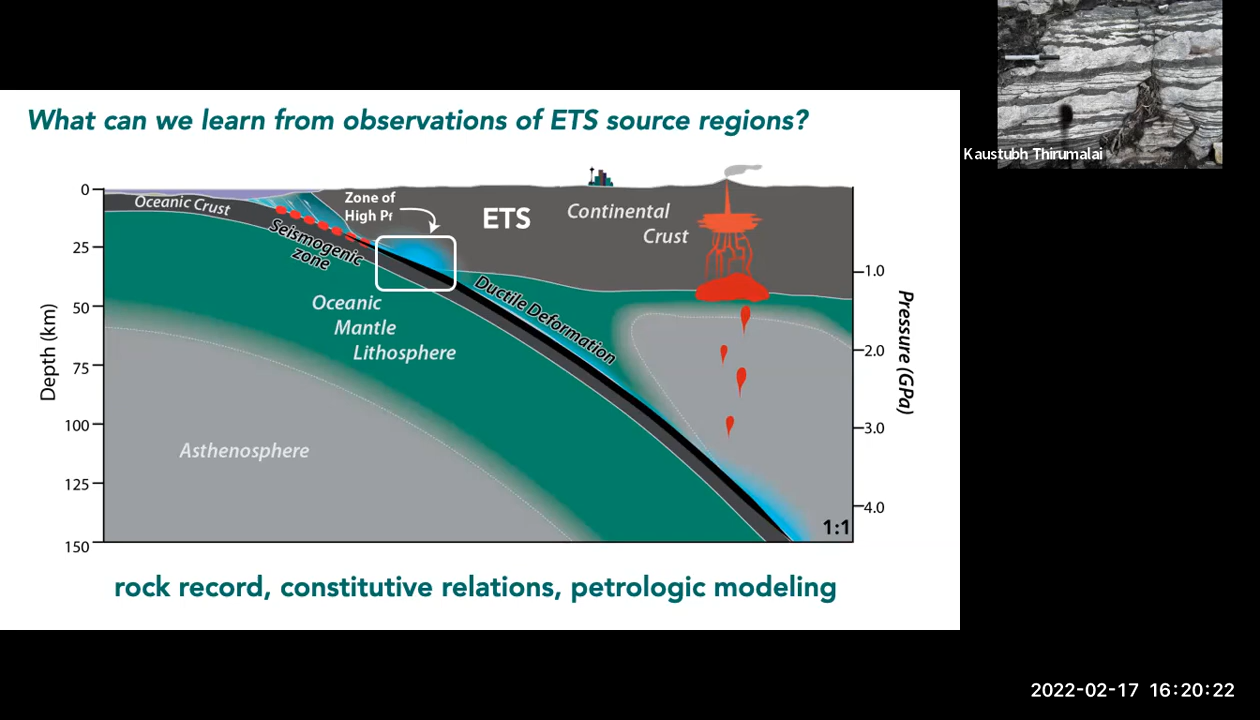 What can we learn from observations of ETS source regions?
Kaustubh Thirumalai
0
25
50
75
100
125
150
Depth (km)
Oceanic Crust
Zone of
High Pf
ETS
Continental
Crust
Seismogenic
zone
Oceanic
Mantle
Lithosphere
Ductile Deformation
Asthenosphere
1.0
2.0
3.0
4.0
Pressure (GPa)
1:1
rock record, constitutive relations, petrologic modeling
2022-02-17 16:20:22